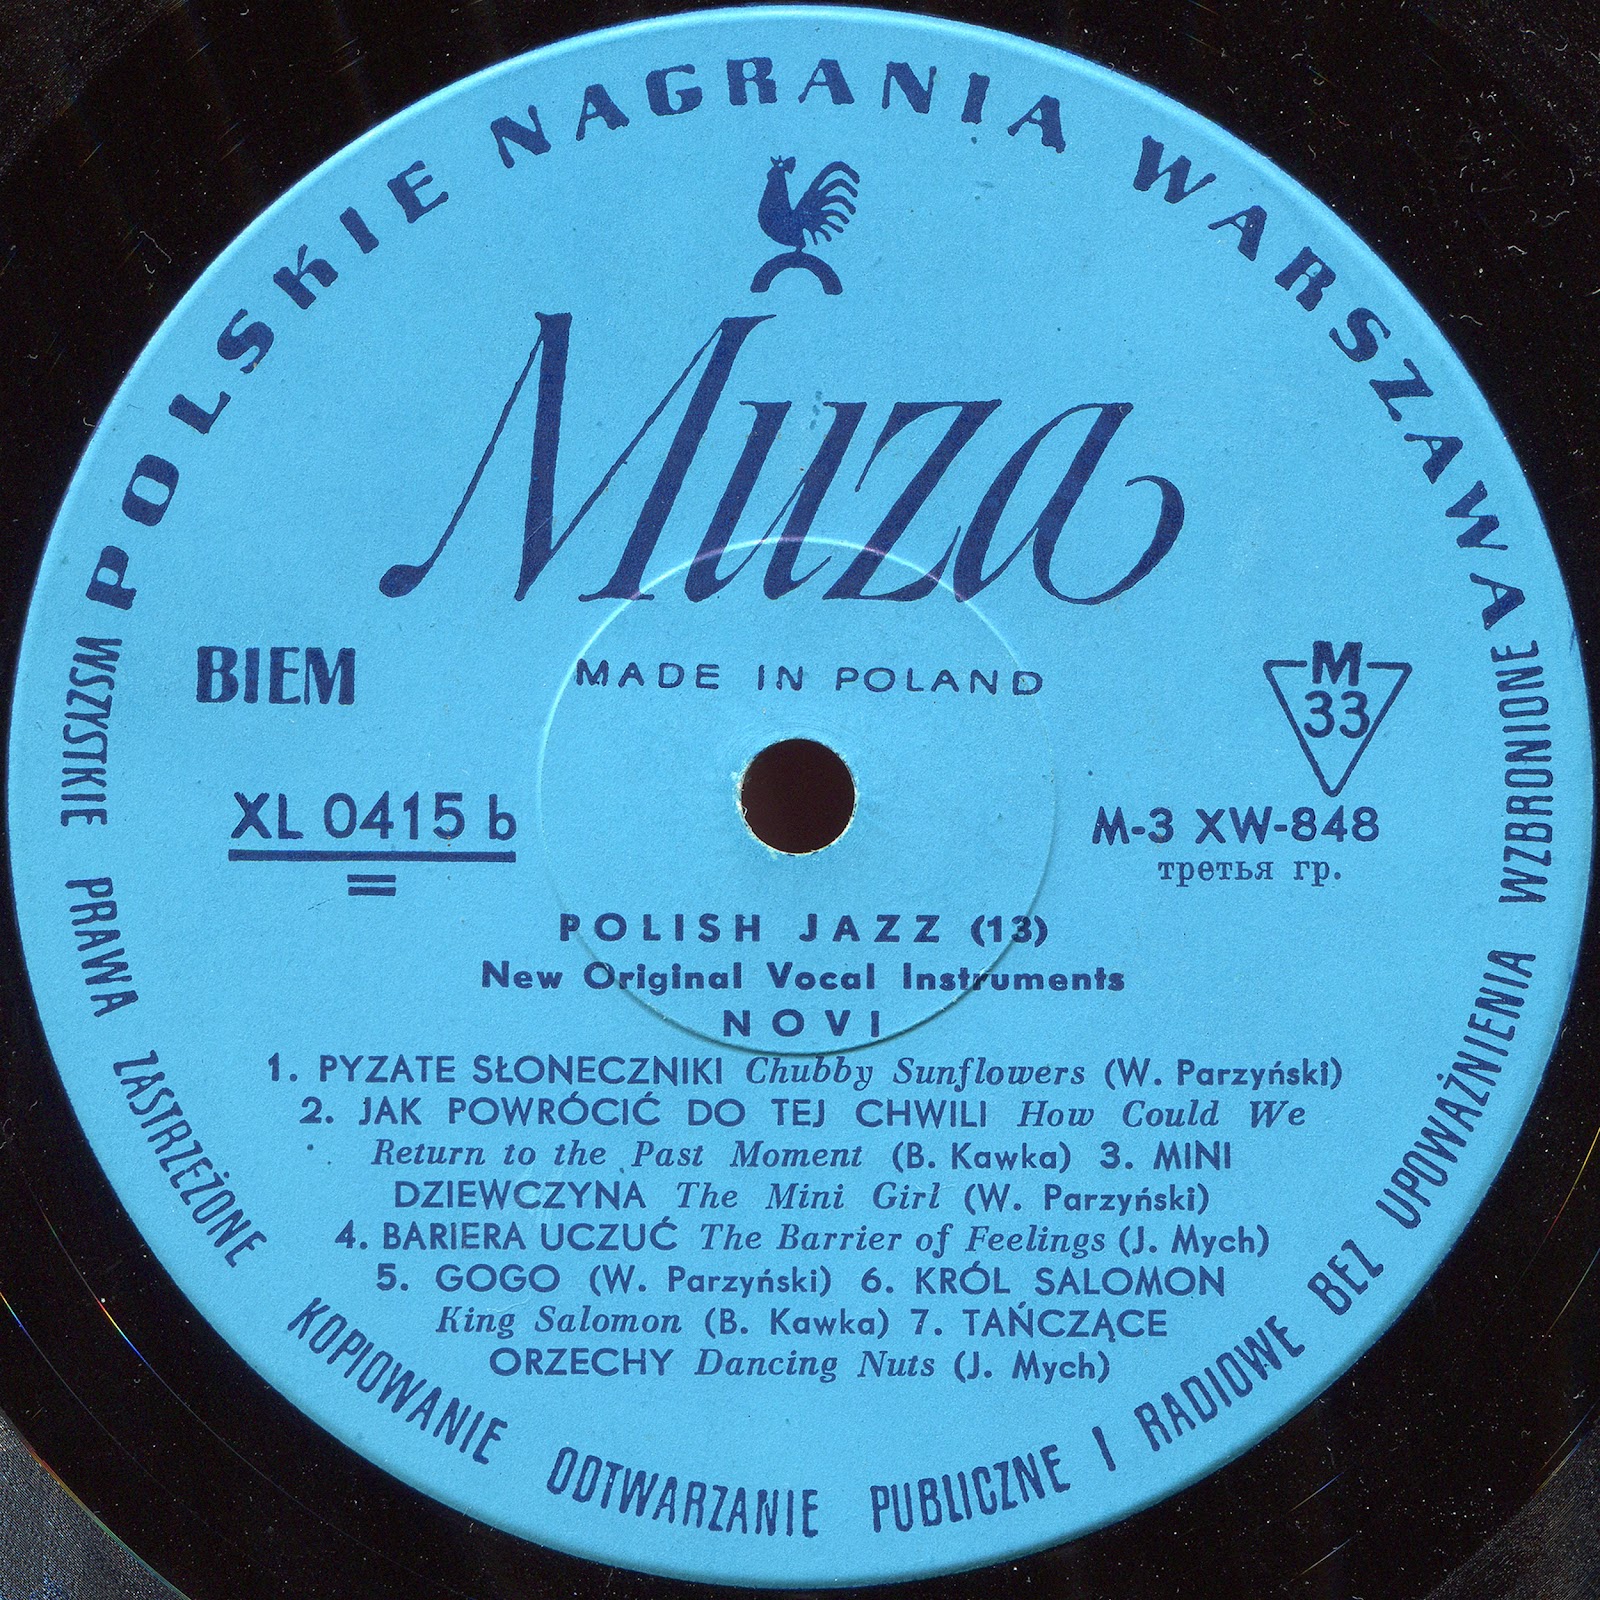 POLSKIE NAGRANIA WARSZAWA
Muza
BIEM
MADE IN POLAND
M
33
XL 0415 b
M-3 XW-848
третья гр.
=
POLISH JAZZ (13)
New Original Vocal Instruments
NOVI
1. PYZATE SŁONECZNIKI Chubby Sunflowers (W. Parzyński)
2. JAK POWRÓCIĆ DO TEJ CHWILI How Could We
Return to the Past Moment (B. Kawka) 3. MINI
DZIEWCZYNA The Mini Girl (W. Parzyński)
4. BARIERA UCZUĆ The Barrier of Feelings (J. Mych)
5. GOGO (W. Parzyński) 6. KRÓL SALOMON
King Salomon (B. Kawka) 7. TAŃCZĄCE
ORZECHY Dancing Nuts (J. Mych)
WSZYSTKIE PRAWA ZASTRZEŻONE KOPIOWANIE ODTWARZANIE PUBLICZNE I RADIOWE BEZ UPOWAŻNIENIA WZBRONIONE